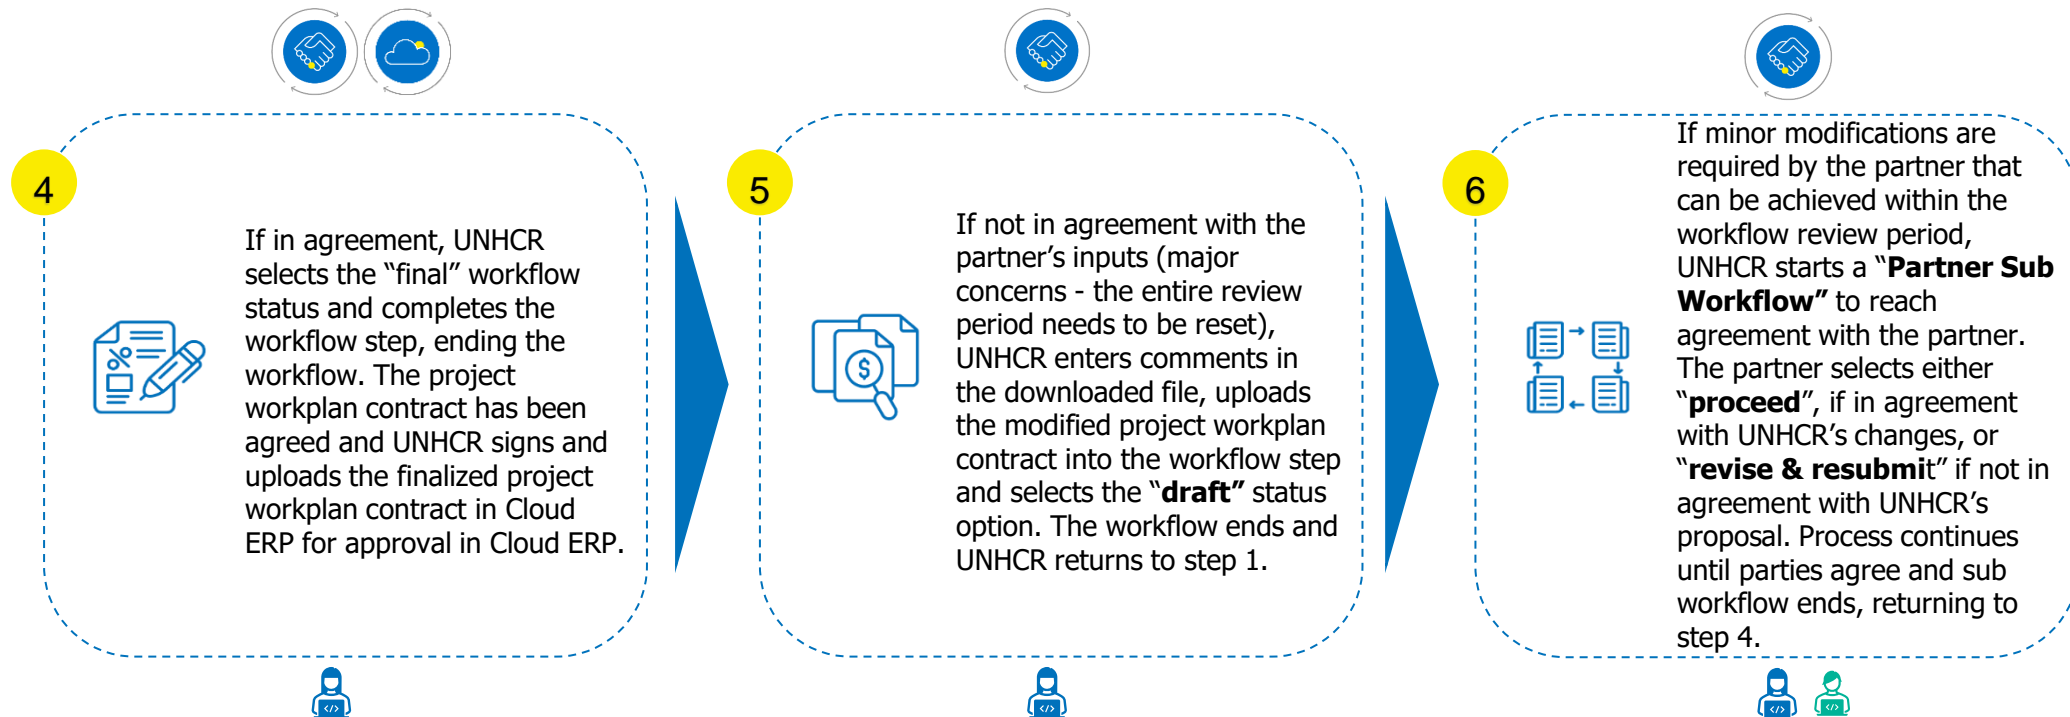 4
If in agreement, UNHCR
selects the “final” workflow
status and completes the
workflow step, ending the
workflow. The project
workplan contract has been
agreed and UNHCR signs and
uploads the finalized project
workplan contract in Cloud
ERP for approval in Cloud ERP.
5
If not in agreement with the
partner’s inputs (major
concerns - the entire review
period needs to be reset),
UNHCR enters comments in
the downloaded file, uploads
the modified project workplan
contract into the workflow step
and selects the “draft” status
option. The workflow ends and
UNHCR returns to step 1.
6
If minor modifications are
required by the partner that
can be achieved within the
workflow review period,
UNHCR starts a “Partner Sub
Workflow” to reach
agreement with the partner.
The partner selects either
“proceed”, if in agreement
with UNHCR’s changes, or
“revise & resubmit” if not in
agreement with UNHCR’s
proposal. Process continues
until parties agree and sub
workflow ends, returning to
step 4.